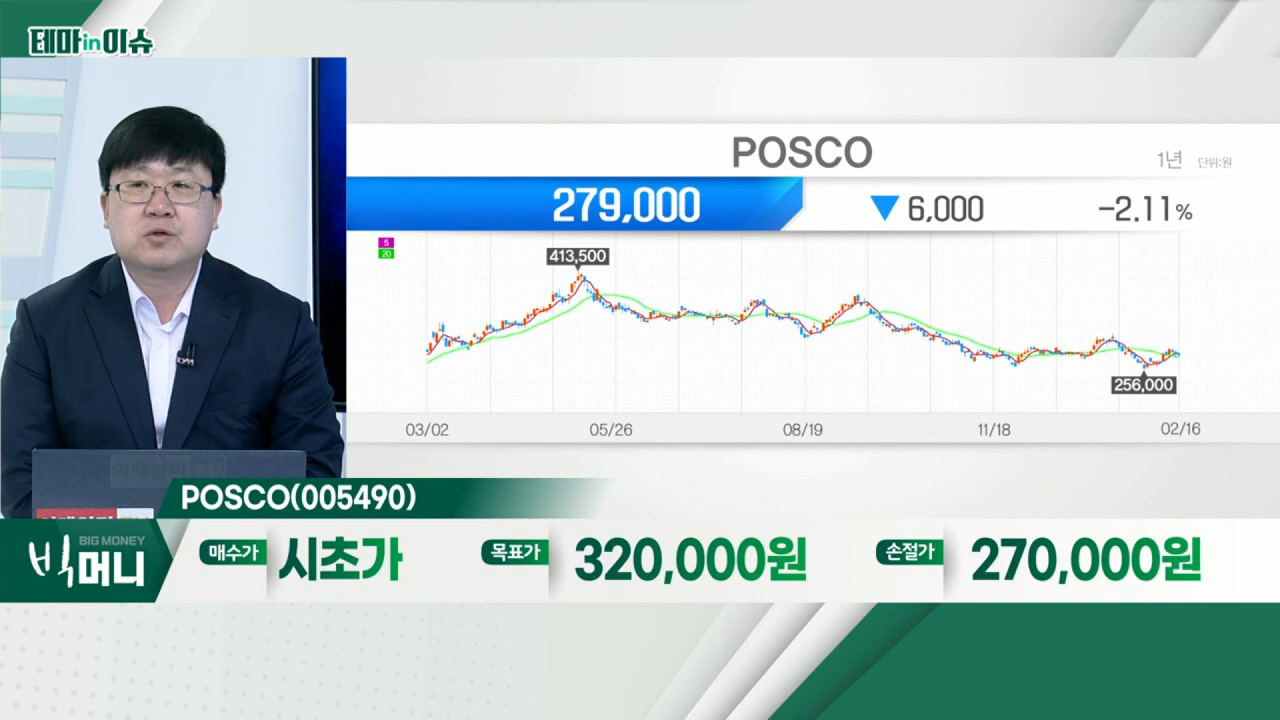 테마in이슈
POSCO
1년 단위:원
279,000 ▼6,000 -2.11%
5
20
413,500
256,000
03/02 05/26 08/19 11/18 02/16
POSCO(005490)
BIG MONEY
빅머니
매수가 시초가 목표가 320,000원 손절가 270,000원